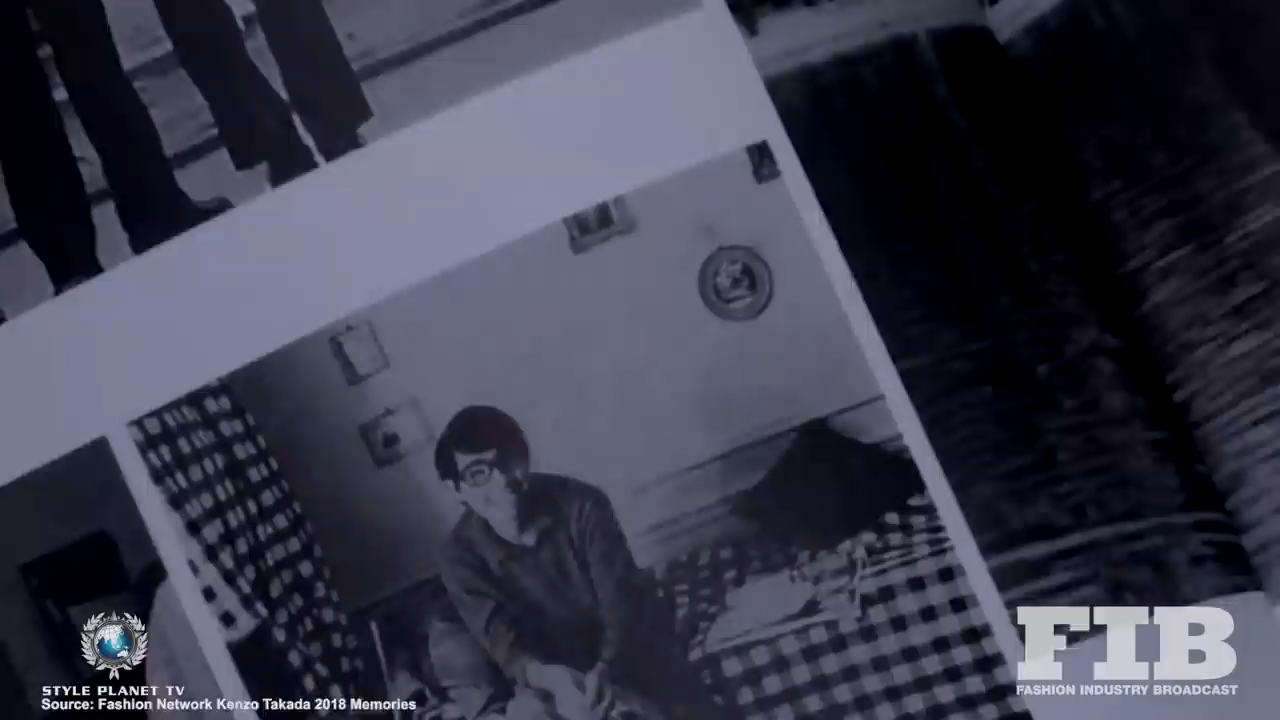 STYLE PLANET TV
Source: Fashion Network Kenzo Takada 2018 Memories
FIB
FASHION INDUSTRY BROADCAST